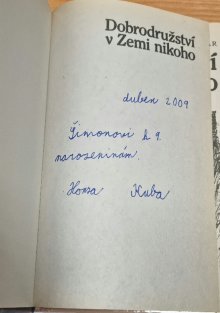 Dobrodružství
v Zemi nikoho
duben 2009
Šimonovi k 9.
narozeninám.
Honza Kuba